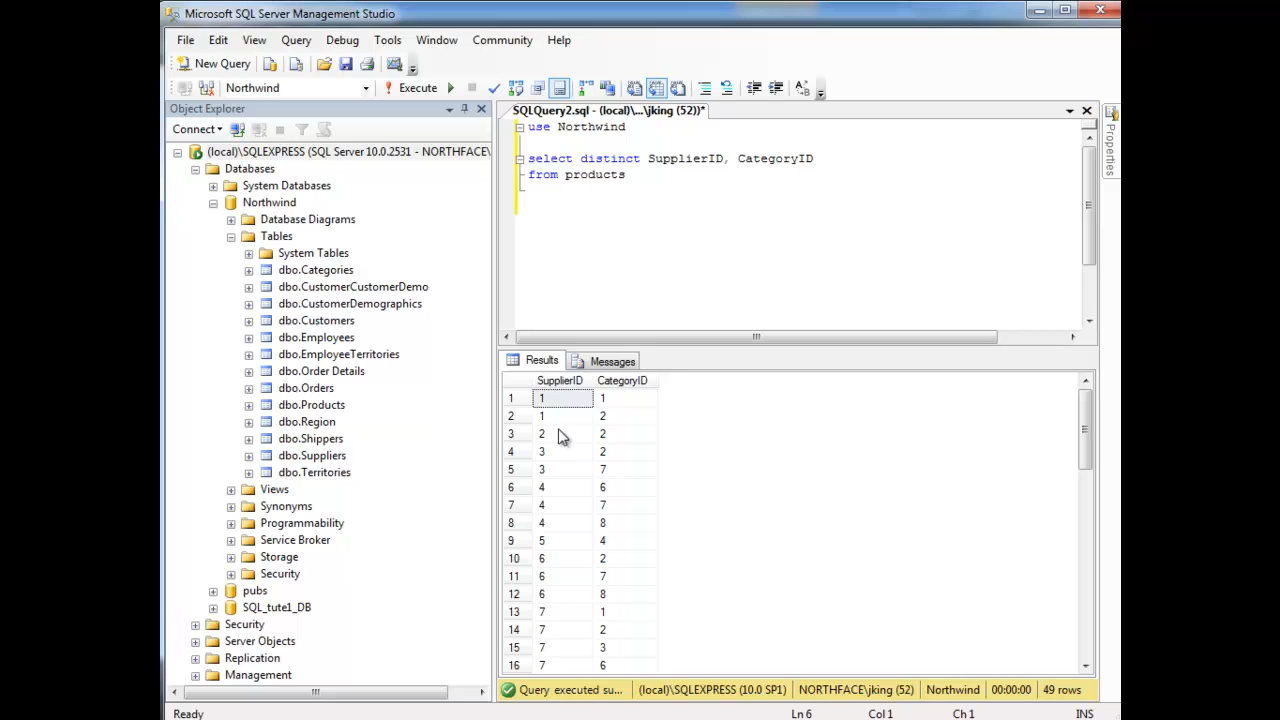 Microsoft SQL Server Management Studio
File Edit View Query Debug Tools Window Community Help
New Query
Northwind Execute
Object Explorer
Connect
(local)\SQLEXPRESS (SQL Server 10.0.2531 - NORTHFACE\
Databases
System Databases
Northwind
Database Diagrams
Tables
System Tables
dbo.Categories
dbo.CustomerCustomerDemo
dbo.CustomerDemographics
dbo.Customers
dbo.Employees
dbo.EmployeeTerritories
dbo.Order Details
dbo.Orders
dbo.Products
dbo.Region
dbo.Shippers
dbo.Suppliers
dbo.Territories
Views
Synonyms
Programmability
Service Broker
Storage
Security
pubs
SQL_tute1_DB
Security
Server Objects
Replication
Management
SQLQuery2.sql - (local)\...\jking (52))*
use Northwind
select distinct SupplierID, CategoryID
from products
Properties
Results Messages
SupplierID CategoryID
1 1 1
2 1 2
3 2 2
4 3 2
5 3 7
6 4 6
7 4 7
8 4 8
9 5 4
10 6 2
11 6 7
12 6 8
13 7 1
14 7 2
15 7 3
16 7 6
Query executed su... (local)\SQLEXPRESS (10.0 SP1) NORTHFACE\jking (52) Northwind 00:00:00 49 rows
Ready Ln 6 Col 1 Ch 1 INS